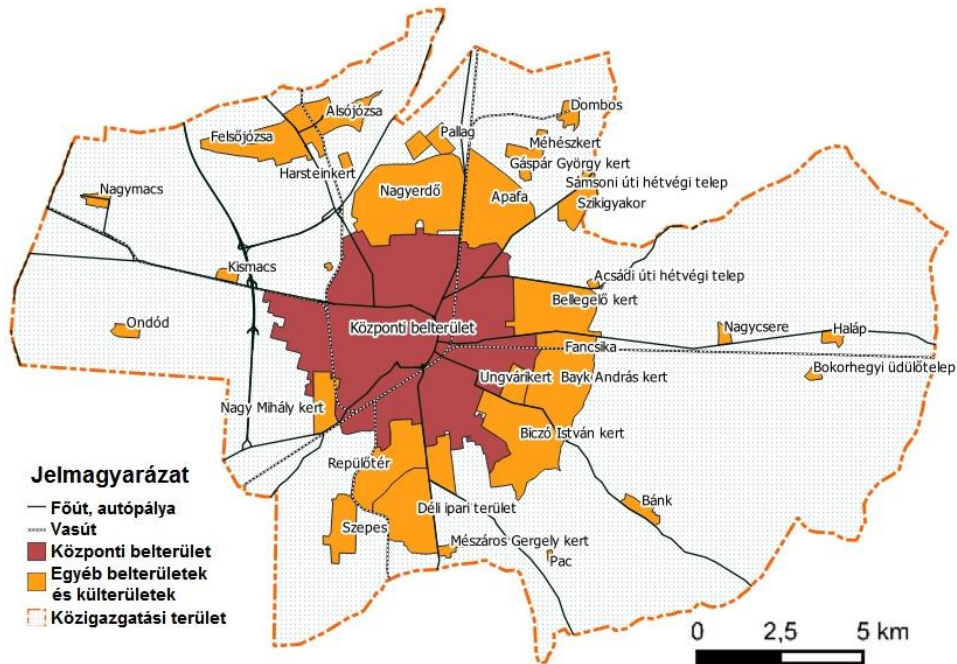 Alsójózsa
Felsőjózsa
Harsteinkert
Dombos
Pallag
Méhészkert
Gáspár György kert
Sámsoni úti hétvégi telep
Szikigyakor
Nagymacs
Nagyerdő
Apafa
Kismacs
Acsádi úti hétvégi telep
Bellegelő kert
Ondód
Központi belterület
Nagycsere
Haláp
Fancsika
Bokorhegyi üdülőtelep
Ungvárikert
Bayk András kert
Nagy Mihály kert
Biczó István kert
Repülőtér
Bánk
Déli ipari terület
Szepes
Mészáros Gergely kert
Pac
Jelmagyarázat
Főút, autópálya
Vasút
Központi belterület
Egyéb belterületek
és külterületek
Közigazgatási terület
0 2,5 5 km